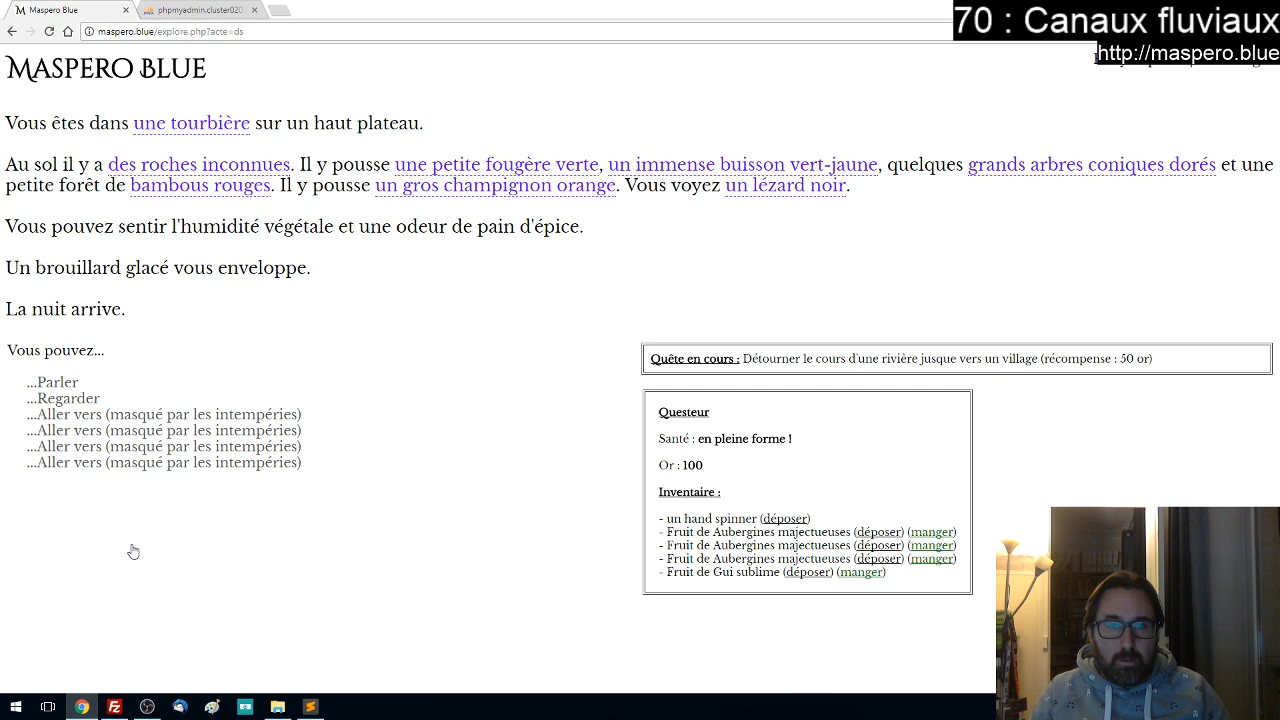 Maspero Blue
phpmyadmin.cluster020
maspero.blue/explore.php?acte=ds
70 : Canaux fluviaux
http://maspero.blue
MASPERO BLUE
Vous êtes dans une tourbière sur un haut plateau.
Au sol il y a des roches inconnues. Il y pousse une petite fougère verte, un immense buisson vert-jaune, quelques grands arbres coniques dorés et une
petite forêt de bambous rouges. Il y pousse un gros champignon orange. Vous voyez un lézard noir.
Vous pouvez sentir l'humidité végétale et une odeur de pain d'épice.
Un brouillard glacé vous enveloppe.
La nuit arrive.
Vous pouvez...
...Parler
...Regarder
...Aller vers (masqué par les intempéries)
...Aller vers (masqué par les intempéries)
...Aller vers (masqué par les intempéries)
...Aller vers (masqué par les intempéries)
Quête en cours : Détourner le cours d'une rivière jusque vers un village (récompense : 50 or)
Questeur
Santé : en pleine forme !
Or : 100
Inventaire :
- un hand spinner (déposer)
- Fruit de Aubergines majectueuses (déposer) (manger)
- Fruit de Aubergines majectueuses (déposer) (manger)
- Fruit de Aubergines majectueuses (déposer) (manger)
- Fruit de Gui sublime (déposer) (manger)